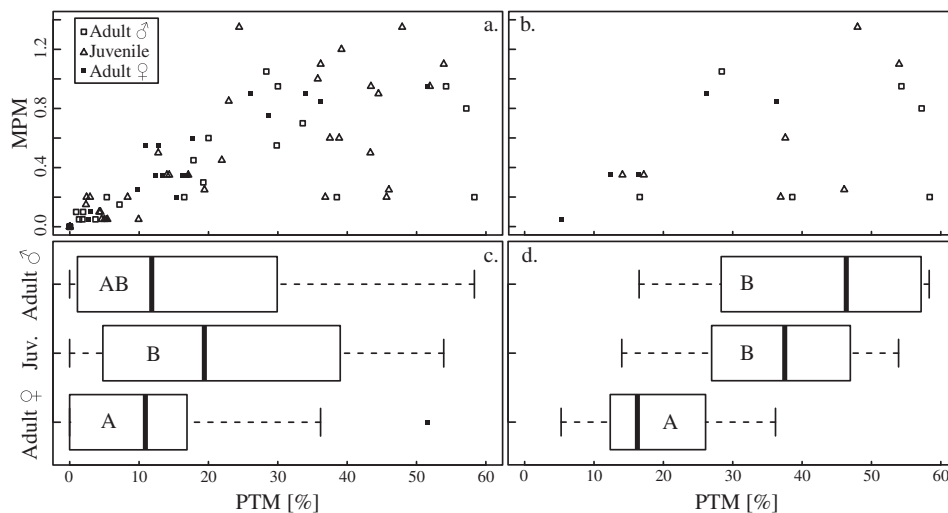 Adult ♂
Juvenile
Adult ♀
a.
b.
MPM
0.0 0.4 0.8 1.2
c.
d.
Adult ♂
Juv.
Adult ♀
AB
B
A
B
B
A
0 10 20 30 40 50 60
0 10 20 30 40 50 60
PTM [%]
PTM [%]